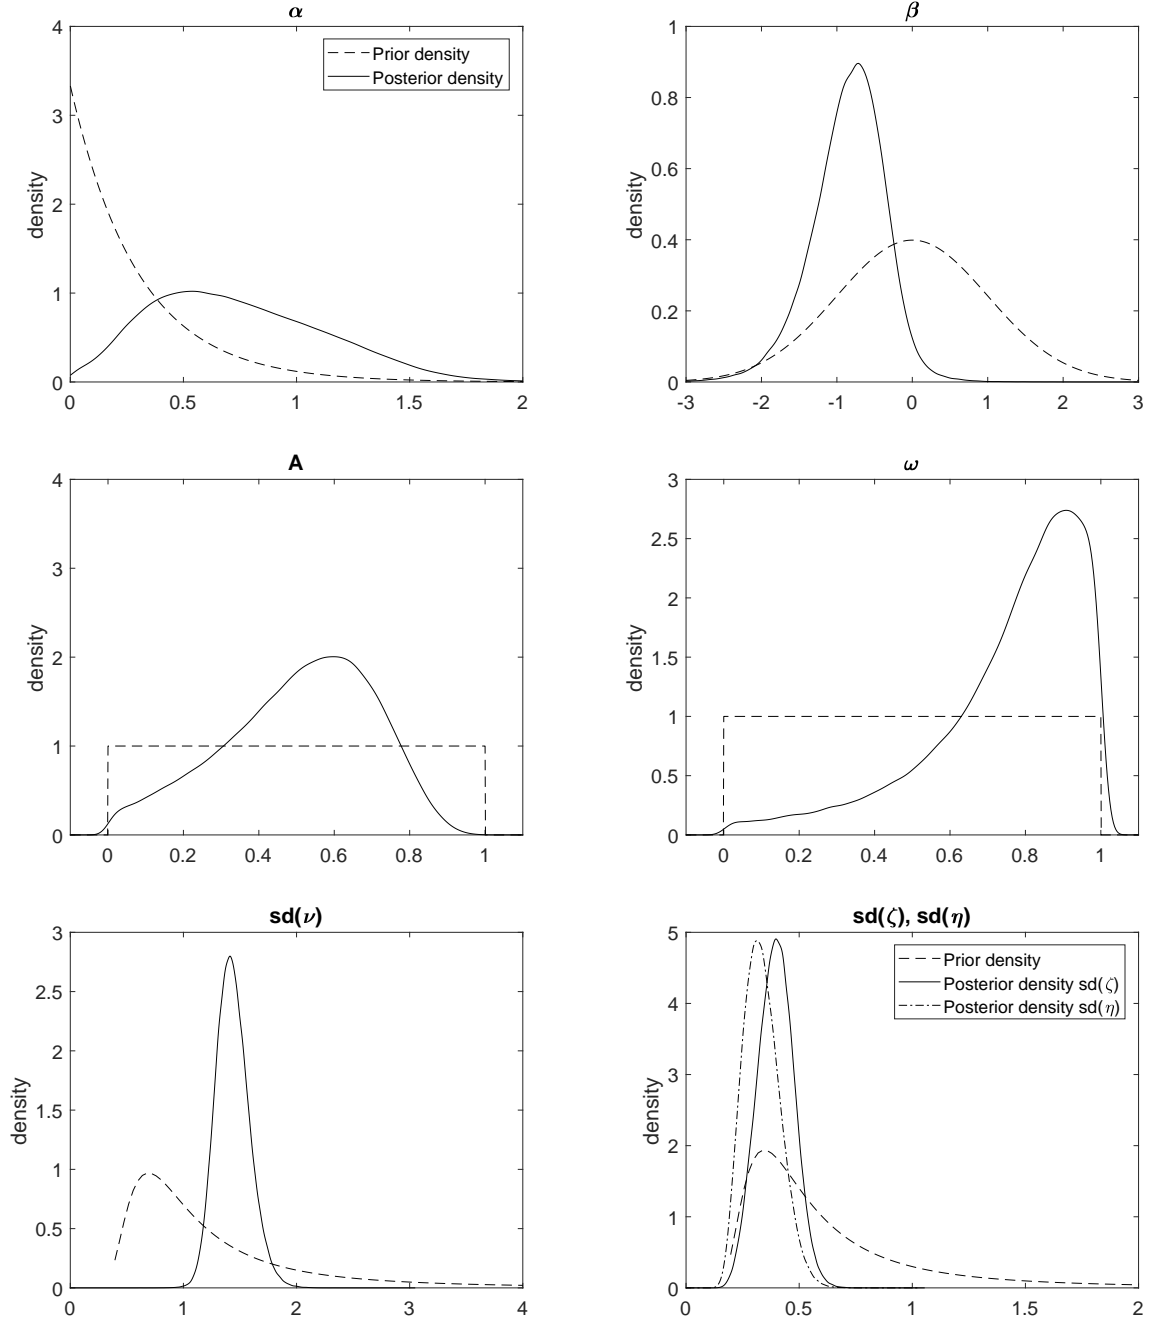 α
4
3
2
1
0
density
Prior density
Posterior density
0 0.5 1 1.5 2
β
1
0.8
0.6
0.4
0.2
0
density
-3 -2 -1 0 1 2 3
A
4
3
2
1
0
density
0 0.2 0.4 0.6 0.8 1
ω
3
2.5
2
1.5
1
0.5
0
density
0 0.2 0.4 0.6 0.8 1
sd(ν)
3
2.5
2
1.5
1
0.5
0
density
0 1 2 3 4
sd(ζ), sd(η)
5
4
3
2
1
0
density
Prior density
Posterior density sd(ζ)
Posterior density sd(η)
0 0.5 1 1.5 2